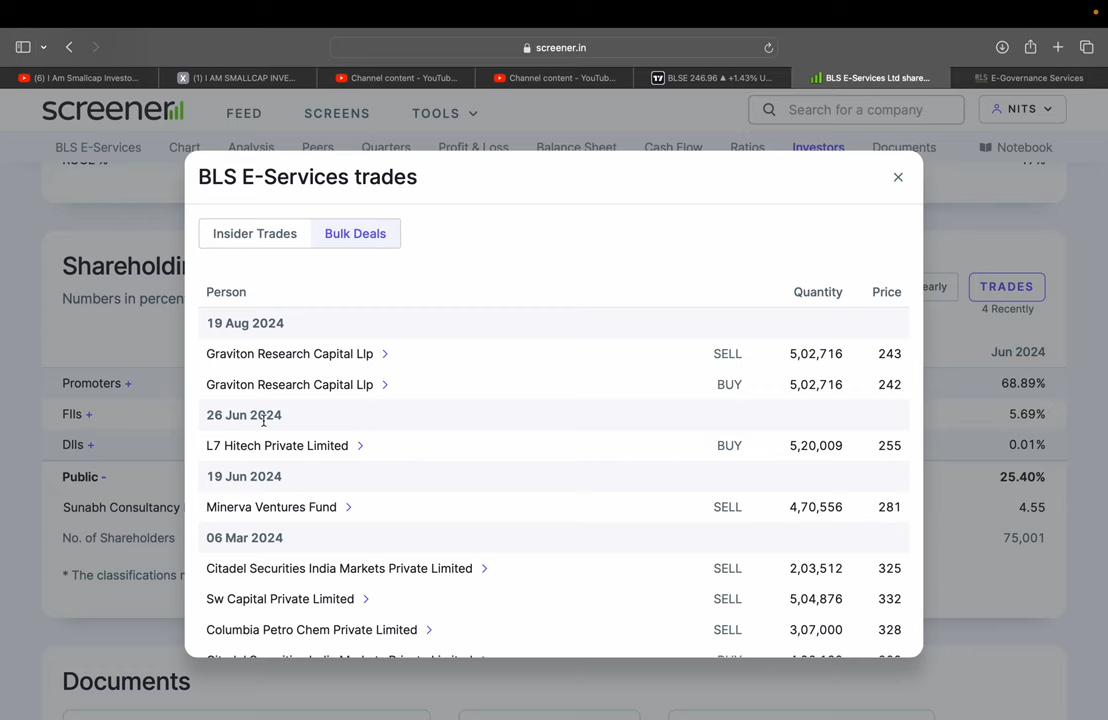 screener.in
(6) I Am Smallcap Investo...
(1) I AM SMALLCAP INVE...
Channel content - YouTub...
Channel content - YouTub...
BLSE 246.96 ▲ +1.43% U...
BLS E-Services Ltd share...
BLS E-Governance Services
screener
FEED
SCREENS
TOOLS
Search for a company
NITS
BLS E-Services
Chart
Analysis
Peers
Quarters
Profit & Loss
Balance Sheet
Cash Flow
Ratios
Investors
Documents
Notebook
BLS E-Services trades
Insider Trades
Bulk Deals
Shareholdin
Numbers in percen
early
TRADES
4 Recently
Person
Quantity
Price
19 Aug 2024
Graviton Research Capital Llp SELL 5,02,716 243
Graviton Research Capital Llp BUY 5,02,716 242
26 Jun 2024
L7 Hitech Private Limited BUY 5,20,009 255
19 Jun 2024
Minerva Ventures Fund SELL 4,70,556 281
06 Mar 2024
Citadel Securities India Markets Private Limited SELL 2,03,512 325
Sw Capital Private Limited SELL 5,04,876 332
Columbia Petro Chem Private Limited SELL 3,07,000 328
Jun 2024
Promoters + 68.89%
FIIs + 5.69%
DIIs + 0.01%
Public - 25.40%
Sunabh Consultancy 4.55
No. of Shareholders 75,001
* The classifications
Documents